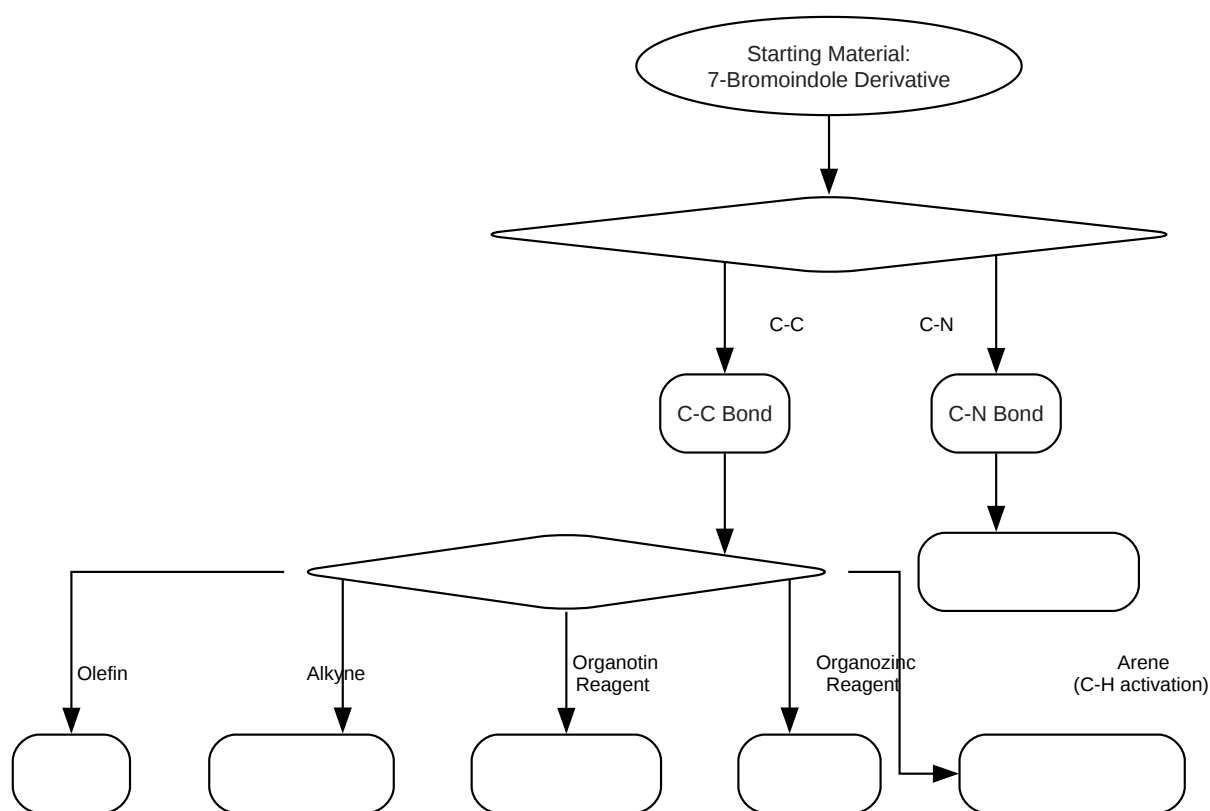 Starting Material:
7-Bromoindole Derivative
C-C
C-N
C-C Bond
C-N Bond
Olefin
Alkyne
Organotin
Reagent
Organozinc
Reagent
Arene
(C-H activation)